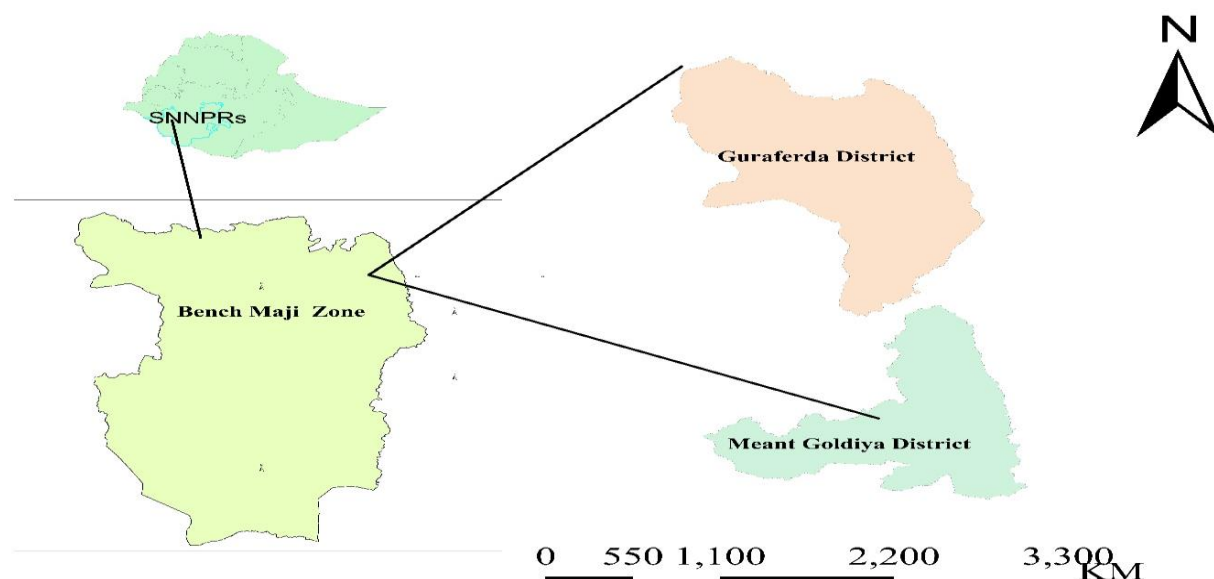 N
SNNPRs
Guraferda District
Bench Maji Zone
Meant Goldiya District
0 550 1,100 2,200 3,300
KM